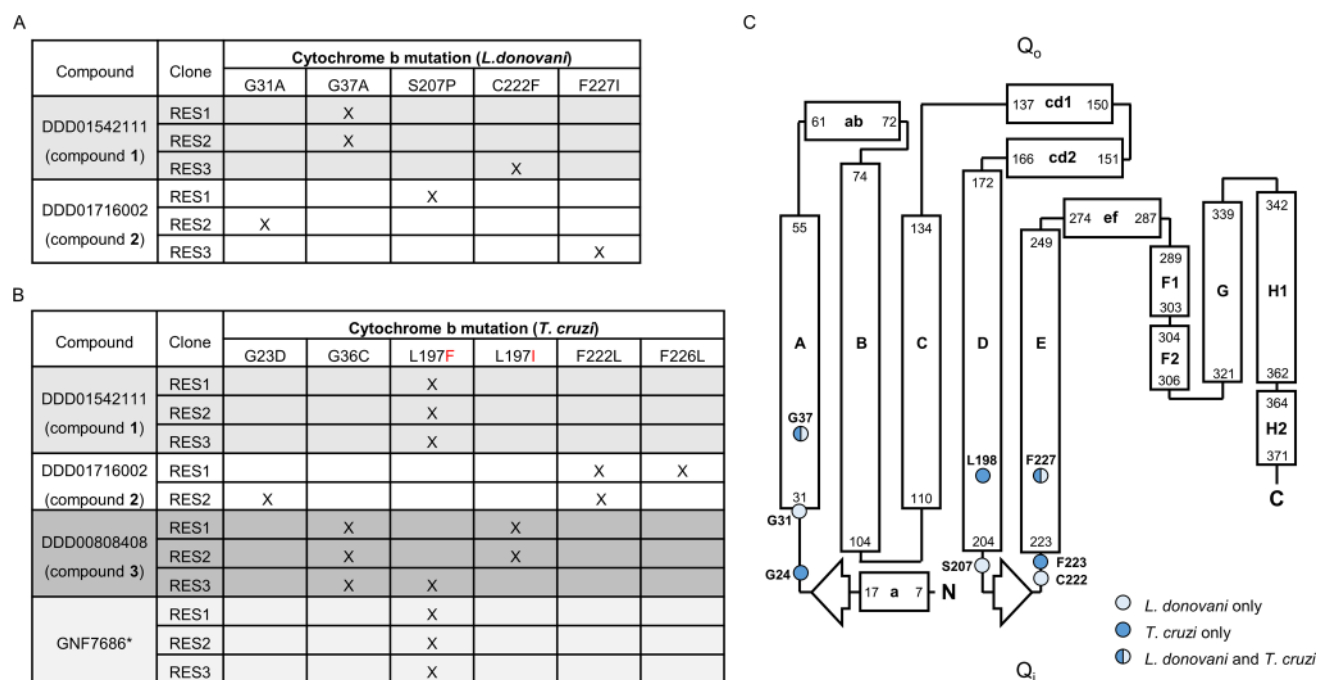 A
Compound Clone Cytochrome b mutation (L.donovani)
G31A G37A S207P C222F F227I
DDD01542111
(compound 1)
RES1 X
RES2 X
RES3 X
DDD01716002
(compound 2)
RES1 X
RES2 X
RES3 X
B
Compound Clone Cytochrome b mutation (T. cruzi)
G23D G36C L197F L197I F222L F226L
DDD01542111
(compound 1)
RES1 X
RES2 X
RES3 X
DDD01716002
(compound 2)
RES1 X X
RES2 X X
DDD00808408
(compound 3)
RES1 X X
RES2 X X
RES3 X X
GNF7686*
RES1 X
RES2 X
RES3 X
C
Qo
137 cd1 150
61 ab 72
166 cd2 151
74
172
274 ef 287
339
342
55
134
249
289
F1
303
A
B
C
D
E
G
H1
304
F2
306
321
362
364
H2
371
C
G37
L198
F227
31
110
G31
104
204
223
S207
F223
C222
G24
17 a 7 N
L. donovani only
T. cruzi only
L. donovani and T. cruzi
Qi